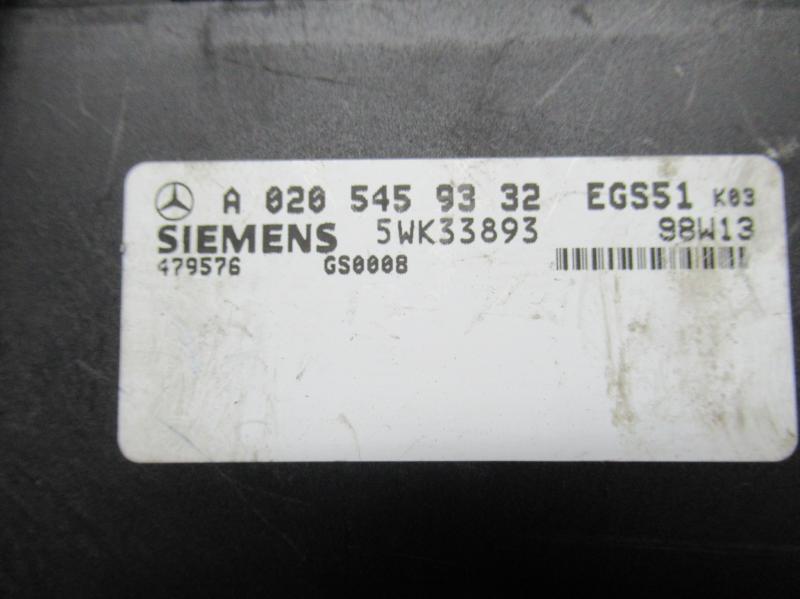 A 020 545 93 32 EGS51 K03
SIEMENS 5WK33893 98W13
479576 GS0008